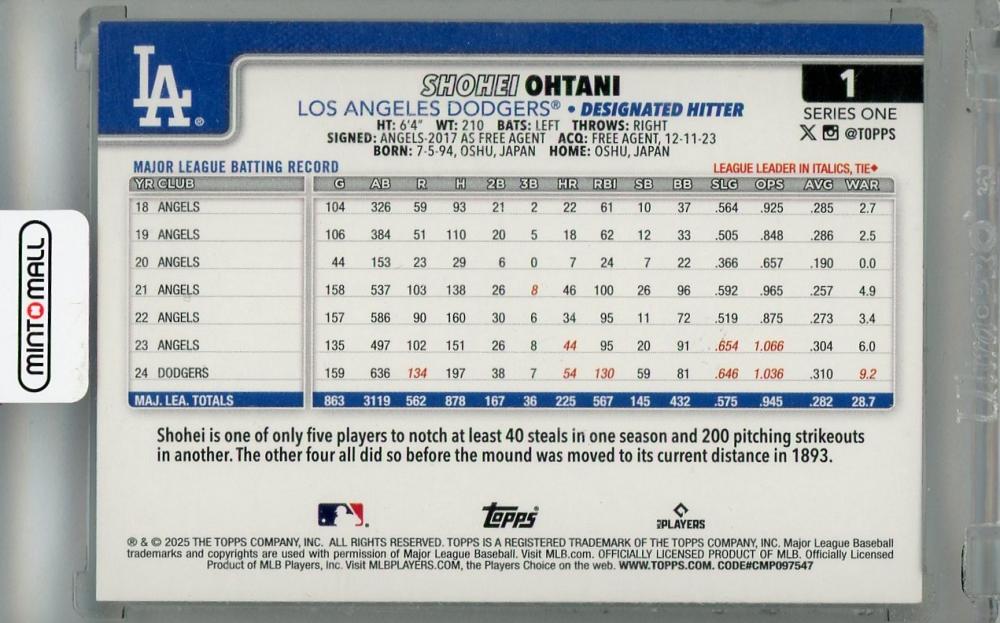 LA®
SHOHEI OHTANI
1
LOS ANGELES DODGERS® • DESIGNATED HITTER
SERIES ONE
HT: 6'4" WT: 210 BATS: LEFT THROWS: RIGHT
X @TOPPS
SIGNED: ANGELS-2017 AS FREE AGENT ACQ: FREE AGENT, 12-11-23
BORN: 7-5-94, OSHU, JAPAN HOME: OSHU, JAPAN
MAJOR LEAGUE BATTING RECORD LEAGUE LEADER IN ITALICS, TIE♦
YR CLUB G AB R H 2B 3B HR RBI SB BB SLG OPS AVG WAR
18 ANGELS 104 326 59 93 21 2 22 61 10 37 .564 .925 .285 2.7
19 ANGELS 106 384 51 110 20 5 18 62 12 33 .505 .848 .286 2.5
20 ANGELS 44 153 23 29 6 0 7 24 7 22 .366 .657 .190 0.0
21 ANGELS 158 537 103 138 26 8 46 100 26 96 .592 .965 .257 4.9
22 ANGELS 157 586 90 160 30 6 34 95 11 72 .519 .875 .273 3.4
23 ANGELS 135 497 102 151 26 8 44 95 20 91 .654 1.066 .304 6.0
24 DODGERS 159 636 134 197 38 7 54 130 59 81 .646 1.036 .310 9.2
MAJ. LEA. TOTALS 863 3119 562 878 167 36 225 567 145 432 .575 .945 .282 28.7
Shohei is one of only five players to notch at least 40 steals in one season and 200 pitching strikeouts
in another. The other four all did so before the mound was moved to its current distance in 1893.
topps
PLAYERS
® & © 2025 THE TOPPS COMPANY, INC. ALL RIGHTS RESERVED. TOPPS IS A REGISTERED TRADEMARK OF THE TOPPS COMPANY, INC. Major League Baseball
trademarks and copyrights are used with permission of Major League Baseball. Visit MLB.com. OFFICIALLY LICENSED PRODUCT OF MLB. Officially Licensed
Product of MLB Players, Inc. Visit MLBPLAYERS.COM, the Players Choice on the web. WWW.TOPPS.COM. CODE#CMP097547
MINTOMALL